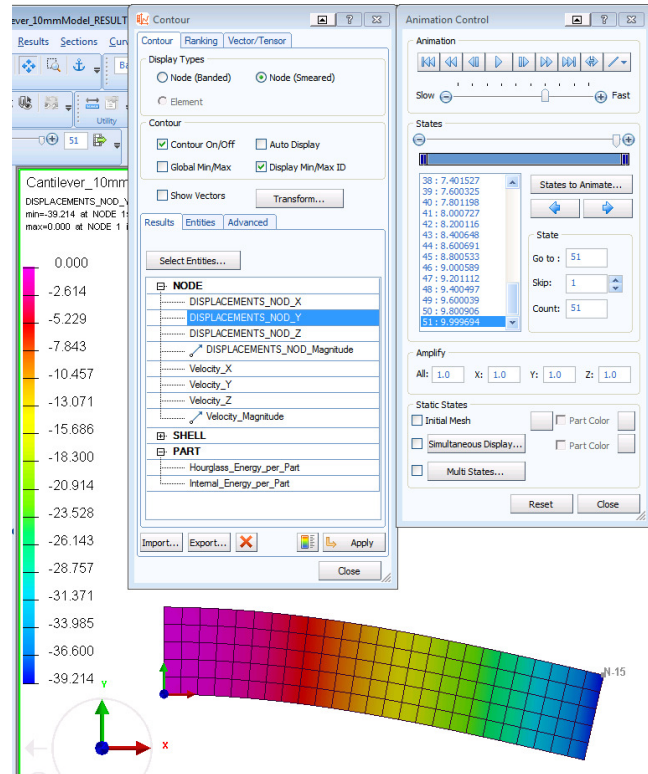 ever_10mmModel_RESULT
Results Sections Cur
Ba
Utility
51
Cantilever_10mm
DISPLACEMENTS_NOD_Y
min=-39.214 at NODE 1
max=0.000 at NODE 1 i
0.000
-2.614
-5.229
-7.843
-10.457
-13.071
-15.686
-18.300
-20.914
-23.528
-26.143
-28.757
-31.371
-33.985
-36.600
-39.214
Contour
Contour Ranking Vector/Tensor
Display Types
Node (Banded) Node (Smeared)
Element
Contour
Contour On/Off Auto Display
Global Min/Max Display Min/Max ID
Show Vectors Transform...
Results Entities Advanced
Select Entities...
NODE
DISPLACEMENTS_NOD_X
DISPLACEMENTS_NOD_Y
DISPLACEMENTS_NOD_Z
DISPLACEMENTS_NOD_Magnitude
Velocity_X
Velocity_Y
Velocity_Z
Velocity_Magnitude
SHELL
PART
Hourglass_Energy_per_Part
Internal_Energy_per_Part
Import... Export... Apply
Close
Animation Control
Animation
Slow Fast
States
38 : 7.401527
39 : 7.600325
40 : 7.801198
41 : 8.000727
42 : 8.200116
43 : 8.400648
44 : 8.600691
45 : 8.800533
46 : 9.000589
47 : 9.201112
48 : 9.400497
49 : 9.600039
50 : 9.800906
51 : 9.999694
States to Animate...
State
Go to : 51
Skip: 1
Count: 51
Amplify
All: 1.0 X: 1.0 Y: 1.0 Z: 1.0
Static States
Initial Mesh Part Color
Simultaneous Display... Part Color
Multi States...
Reset Close
N-15
Y
X